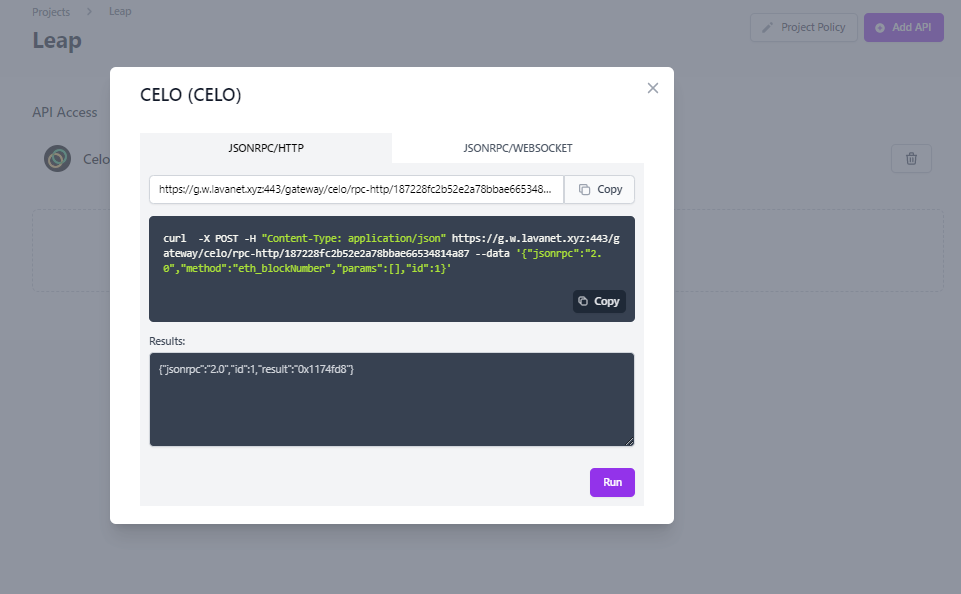 Projects > Celo
Leap
Project Policy
Add API
API Access
Celo
CELO (CELO)
JSONRPC/HTTP
JSONRPC/WEBSOCKET
https://g.w.lavanet.xyz:443/gateway/celo/rpc-http/187228fc2b52e2a78bbae665348...
Copy
curl  -X POST -H "Content-Type: application/json" https://g.w.lavanet.xyz:443/g
ateway/celo/rpc-http/187228fc2b52e2a78bbae66534814a87 --data '{"jsonrpc":"2.
0","method":"eth_blockNumber","params":[],"id":1}'
Copy
Results:
{"jsonrpc":"2.0","id":1,"result":"0x1174fd8"}
Run